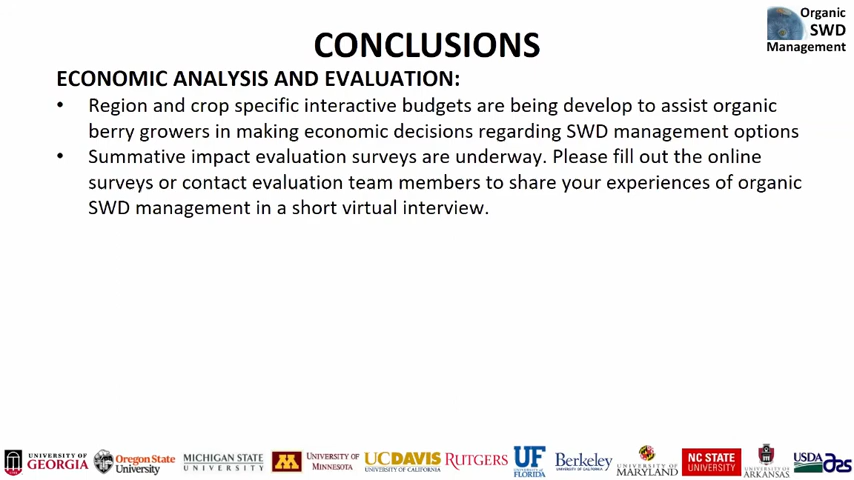 Organic
SWD
Management
CONCLUSIONS
ECONOMIC ANALYSIS AND EVALUATION:
• Region and crop specific interactive budgets are being develop to assist organic
berry growers in making economic decisions regarding SWD management options
• Summative impact evaluation surveys are underway. Please fill out the online
surveys or contact evaluation team members to share your experiences of organic
SWD management in a short virtual interview.
UNIVERSITY OF
GEORGIA
Oregon State
University
MICHIGAN STATE
UNIVERSITY
M
UNIVERSITY OF
MINNESOTA
UCDAVIS
UNIVERSITY OF CALIFORNIA
RUTGERS
UF
UNIVERSITY of
FLORIDA
Berkeley
UNIVERSITY OF CALIFORNIA
UNIVERSITY OF
MARYLAND
NC STATE
UNIVERSITY
UNIVERSITY OF
ARKANSAS
USDA ars